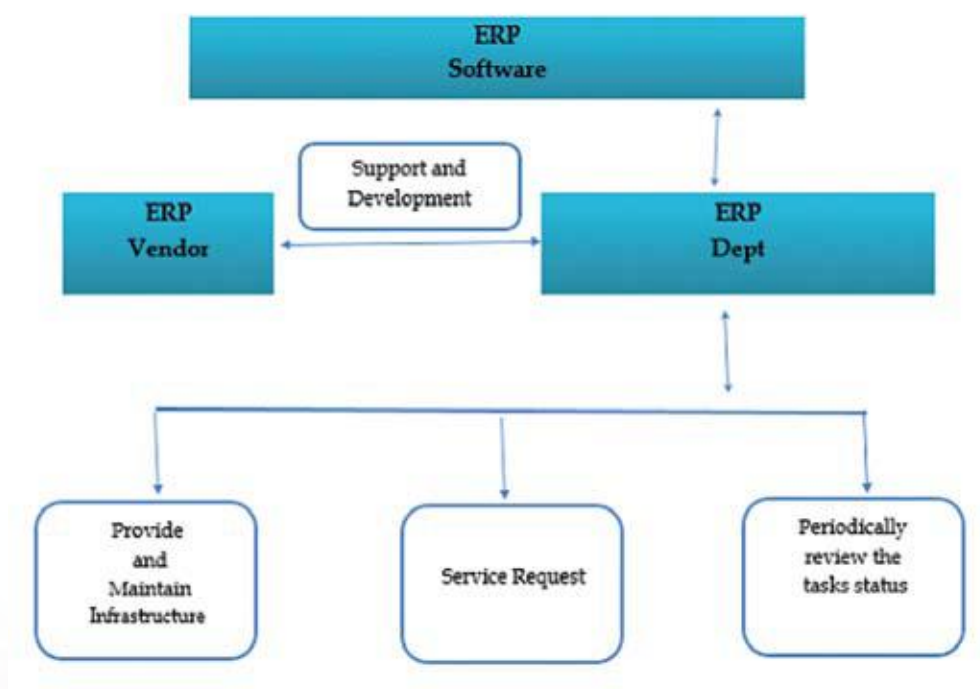 ERP
Software
Support and
Development
ERP
Vendor
ERP
Dept
Provide
and
Maintain
Infrastructure
Service Request
Periodically
review the
tasks status